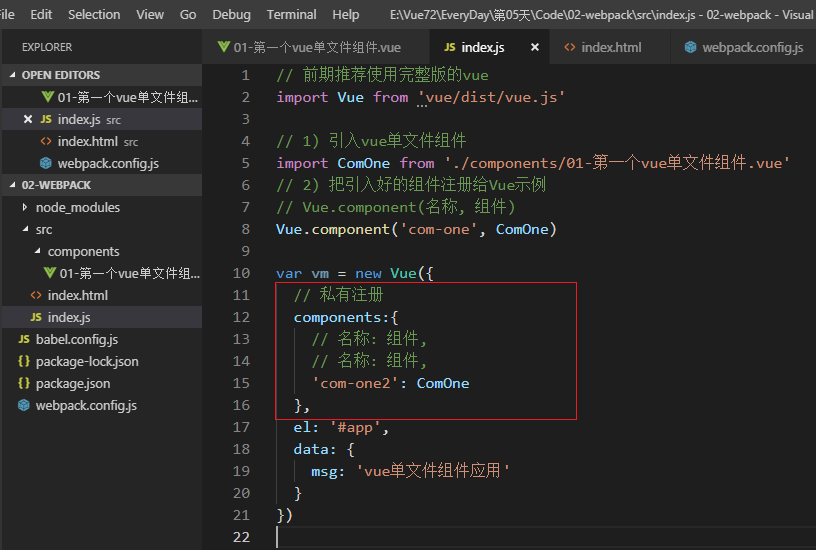 File Edit Selection View Go Debug Terminal Help E:\Vue72\EveryDay\第05天\Code\02-webpack\src\index.js - 02-webpack - Visual
EXPLORER
OPEN EDITORS
01-第一个vue单文件组...
JS index.js src
<> index.html src
webpack.config.js
02-WEBPACK
node_modules
src
components
01-第一个vue单文件组...
<> index.html
JS index.js
JS babel.config.js
{ } package-lock.json
{ } package.json
webpack.config.js
01-第一个vue单文件组件.vue
JS index.js
<> index.html
webpack.config.js
1 // 前期推荐使用完整版的vue
2 import Vue from 'vue/dist/vue.js'
3
4 // 1) 引入vue单文件组件
5 import ComOne from './components/01-第一个vue单文件组件.vue'
6 // 2) 把引入好的组件注册给Vue示例
7 // Vue.component(名称, 组件)
8 Vue.component('com-one', ComOne)
9
10 var vm = new Vue({
11 // 私有注册
12 components:{
13 // 名称: 组件,
14 // 名称: 组件,
15 'com-one2': ComOne
16 },
17 el: '#app',
18 data: {
19 msg: 'vue单文件组件应用'
20 }
21 })
22